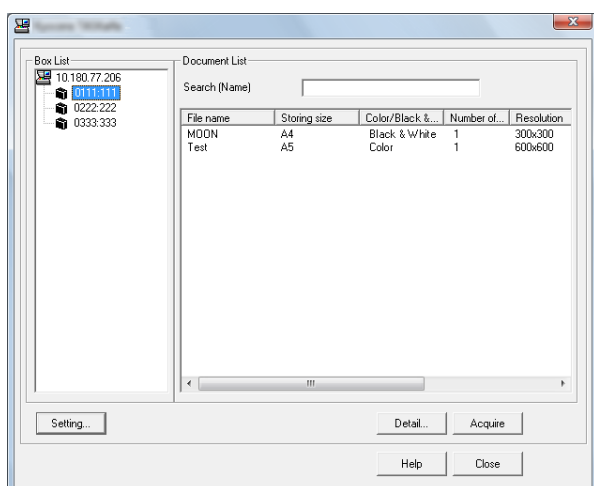 Box List
10.180.77.206
0111:111
0222:222
0333:333
Document List
Search (Name)
File name Storing size Color/Black &... Number of... Resolution
MOON A4 Black & White 1 300x300
Test A5 Color 1 600x600
Setting...
Detail...
Acquire
Help
Close